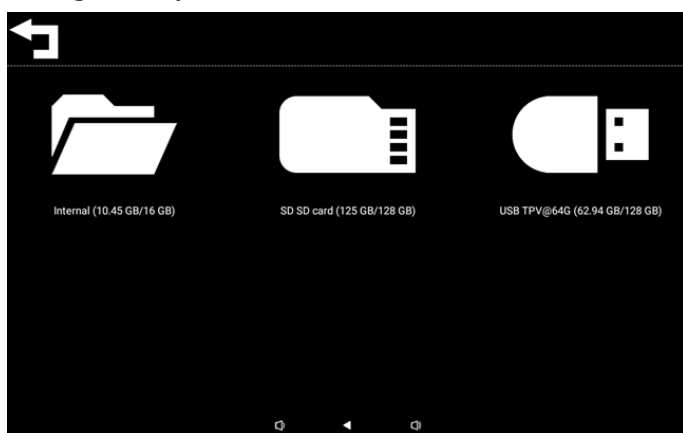 Internal (10.45 GB/16 GB)
SD SD card (125 GB/128 GB)
USB TPV@64G (62.94 GB/128 GB)